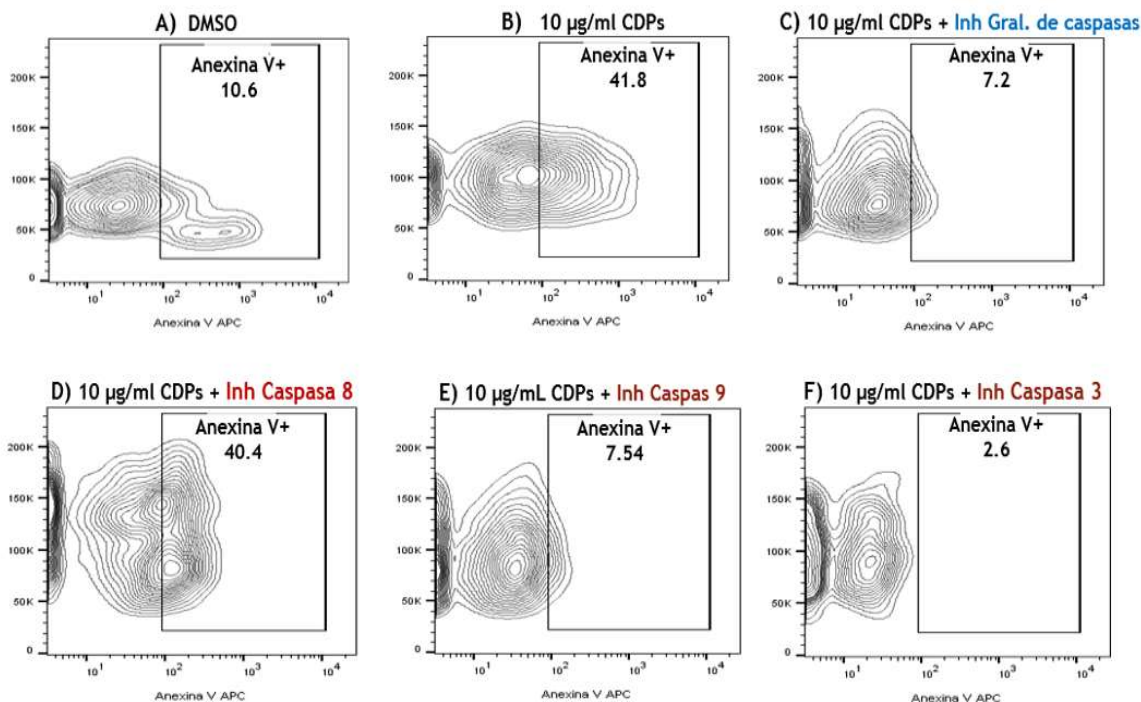 A) DMSO
Anexina V+
10.6
200K
150K
100K
50K
0
10¹
10²
10³
10⁴
Anexina V APC
B) 10 µg/ml CDPs
Anexina V+
41.8
200K
150K
100K
50K
0
10¹
10²
10³
10⁴
Anexina V APC
C) 10 µg/ml CDPs + Inh Gral. de caspasas
Anexina V+
7.2
200K
150K
100K
50K
0
10¹
10²
10³
10⁴
Anexina V APC
D) 10 µg/ml CDPs + Inh Caspasa 8
Anexina V+
40.4
200K
150K
100K
50K
0
10¹
10²
10³
10⁴
Anexina V APC
E) 10 µg/mL CDPs + Inh Caspas 9
Anexina V+
7.54
200K
150K
100K
50K
0
10¹
10²
10³
10⁴
Anexina V APC
F) 10 µg/ml CDPs + Inh Caspasa 3
Anexina V+
2.6
200K
150K
100K
50K
0
10¹
10²
10³
10⁴
Anexina V APC